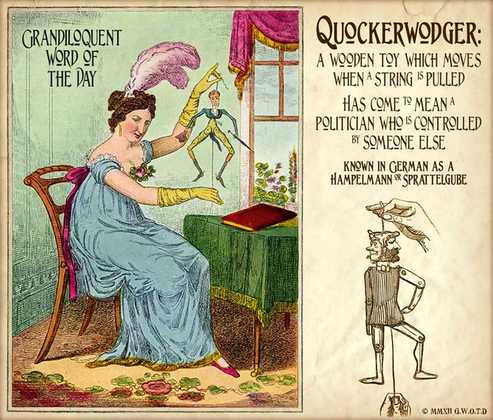 Grandiloquent
Word of
the Day
Quockerwodger:
a wooden toy which moves
when a string is pulled
Has come to mean a
politician who is controlled
by someone else
known in German as a
Hampelmann or Sprattelgube
© MMXII G.W.O.T.D